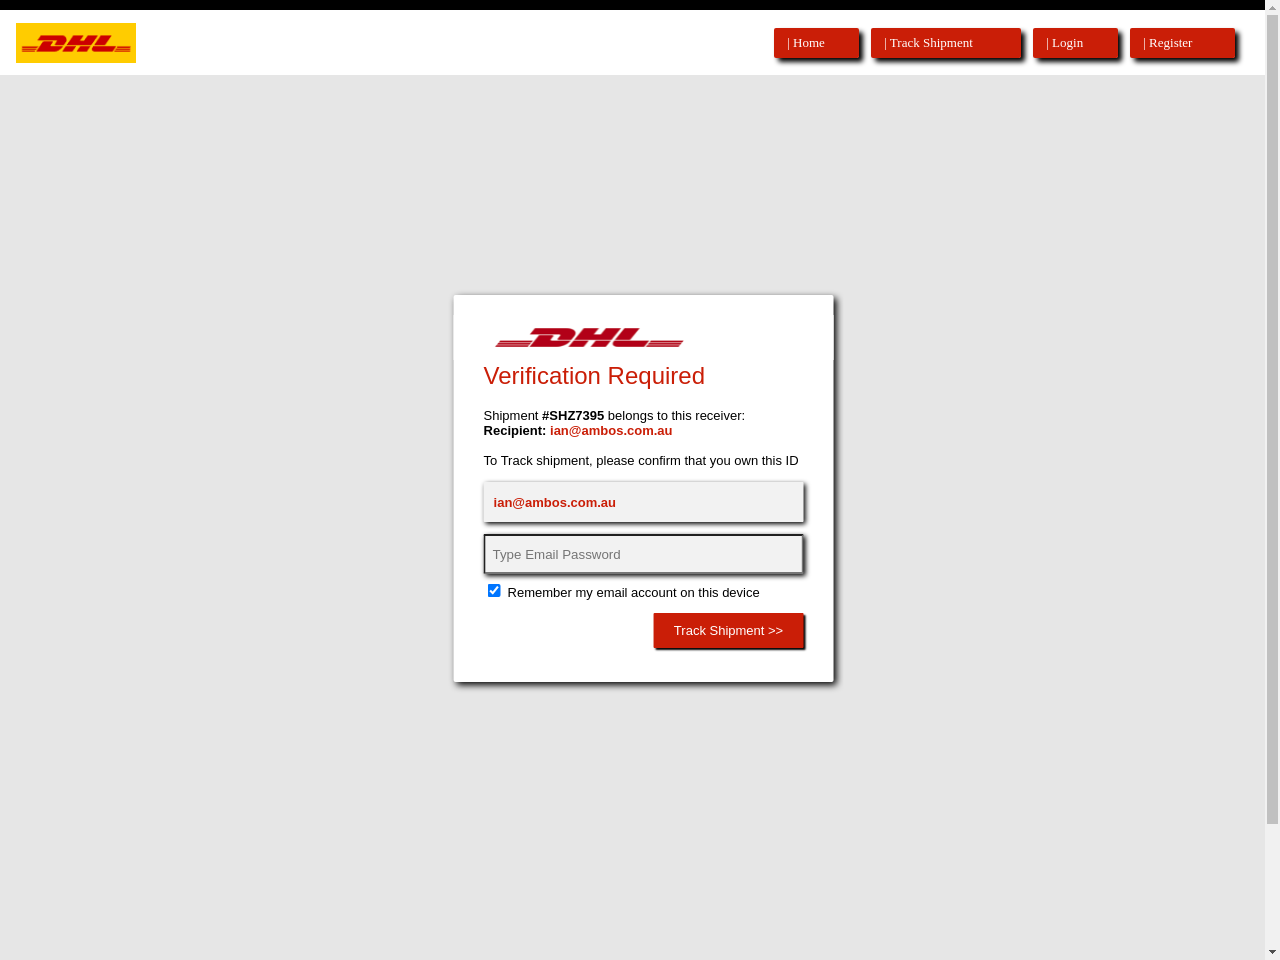 DHL
| Home
| Track Shipment
| Login
| Register
DHL
Verification Required
Shipment #SHZ7395 belongs to this receiver:
Recipient: ian@ambos.com.au
To Track shipment, please confirm that you own this ID
ian@ambos.com.au
Type Email Password
Remember my email account on this device
Track Shipment >>